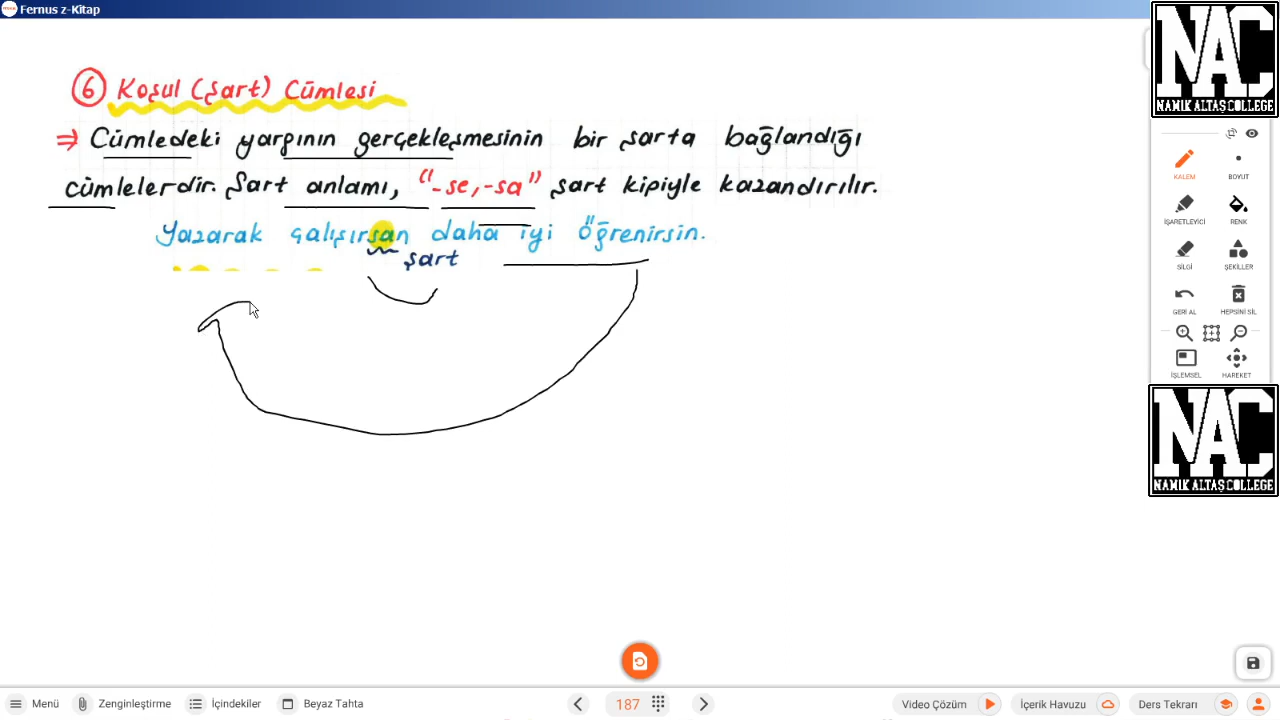 Fernus z-Kitap
NAC
NAMIK ALTAŞ COLLEGE
6 Koşul (Şart) Cümlesi
⇒ Cümledeki yargının gerçekleşmesinin bir şarta bağlandığı
cümlelerdir. Şart anlamı, "-se, -sa" şart kipiyle kazandırılır.
Yazarak çalışırsan daha iyi öğrenirsin.
şart
KALEM
BOYUT
İŞARETLEYİCİ
RENK
SİLGİ
ŞEKİLLER
GERİ AL
HEPSİNİ SİL
İŞLEMSEL
HAREKET
NAC
NAMIK ALTAŞ COLLEGE
Menü
Zenginleştirme
İçindekiler
Beyaz Tahta
187
Video Çözüm
İçerik Havuzu
Ders Tekrarı